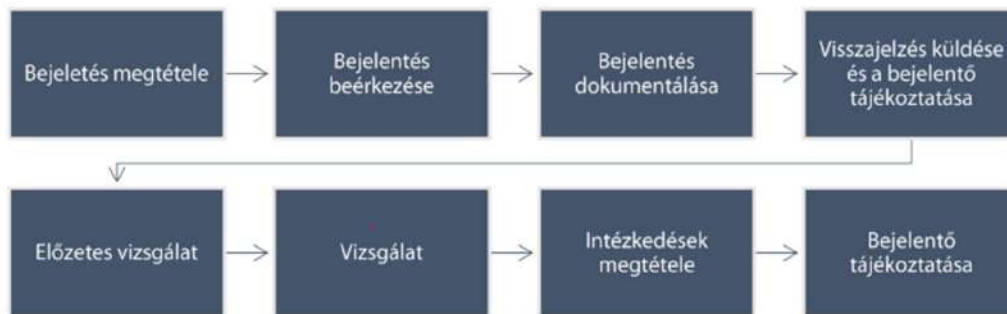 Bejeletés megtétele
Bejelentés
beérkezése
Bejelentés
dokumentálása
Visszajelzés küldése
és a bejelentő
tájékoztatása
Előzetes vizsgálat
Vizsgálat
Intézkedések
megtétele
Bejelentő
tájékoztatása